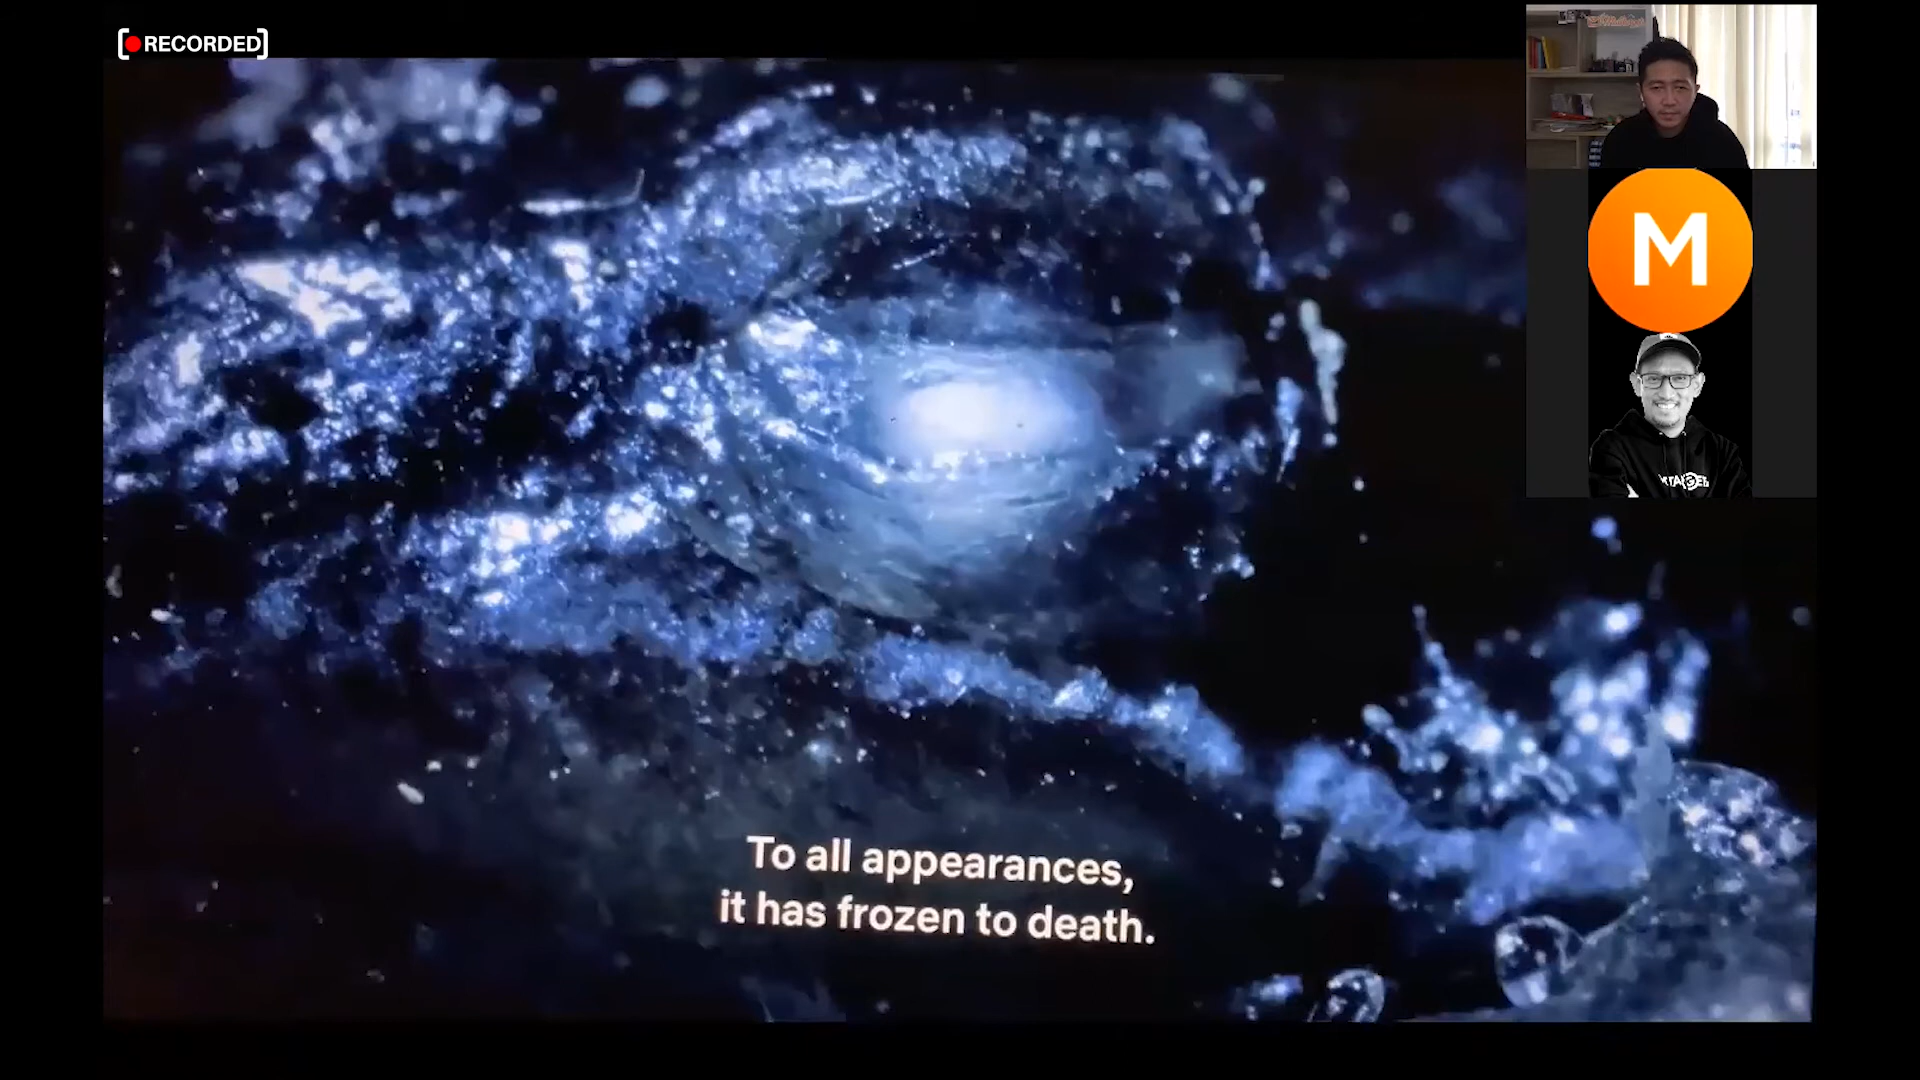 [RECORDED]
M
To all appearances,
it has frozen to death.